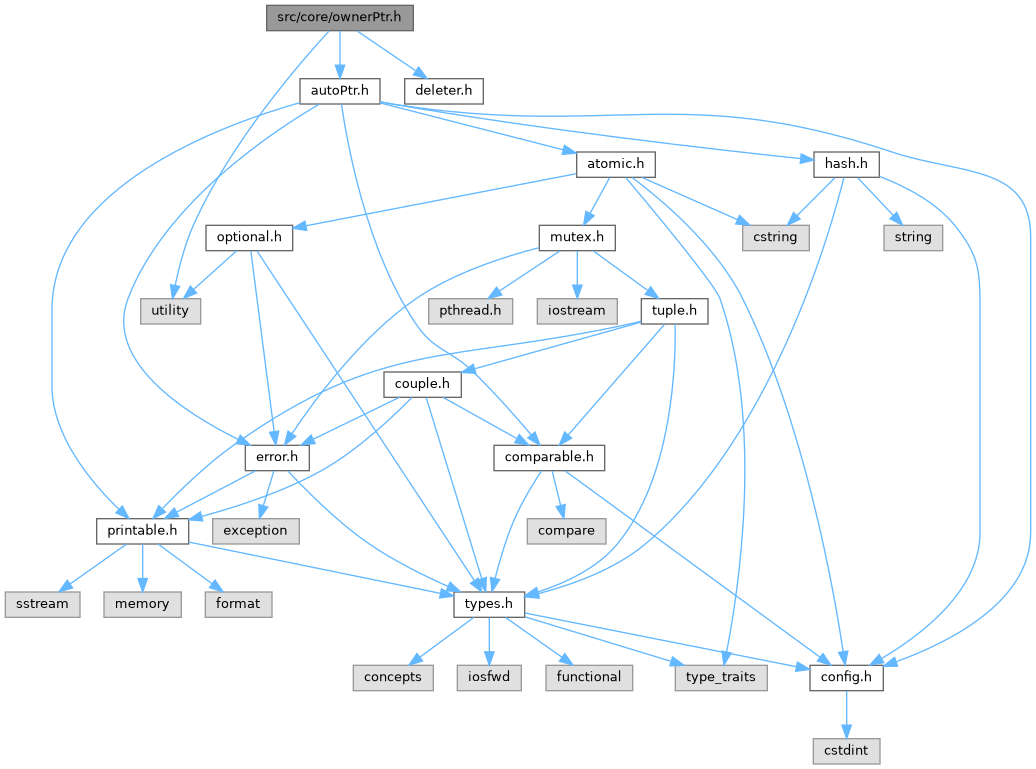 src/core/ownerPtr.h
autoPtr.h
deleter.h
atomic.h
hash.h
optional.h
mutex.h
cstring
string
utility
pthread.h
iostream
tuple.h
couple.h
error.h
comparable.h
printable.h
exception
compare
sstream
memory
format
types.h
concepts
iosfwd
functional
type_traits
config.h
cstdint